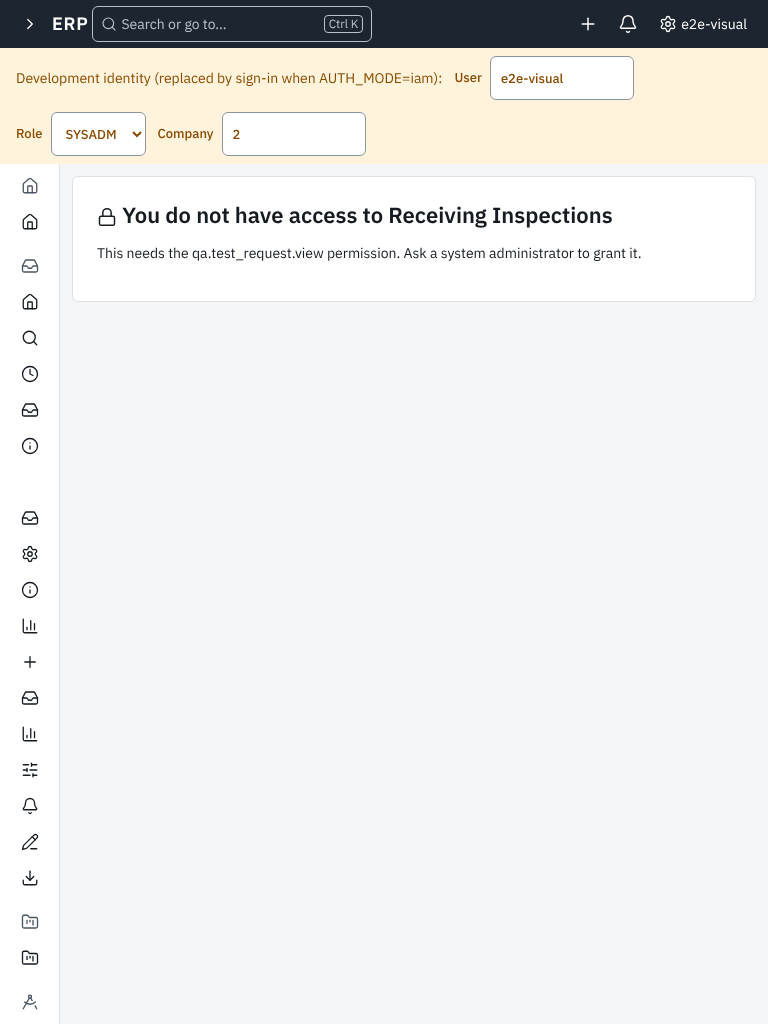 ERP Search or go to... Ctrl K e2e-visual
Development identity (replaced by sign-in when AUTH_MODE=iam): User e2e-visual
Role SYSADM Company 2
You do not have access to Receiving Inspections
This needs the qa.test_request.view permission. Ask a system administrator to grant it.